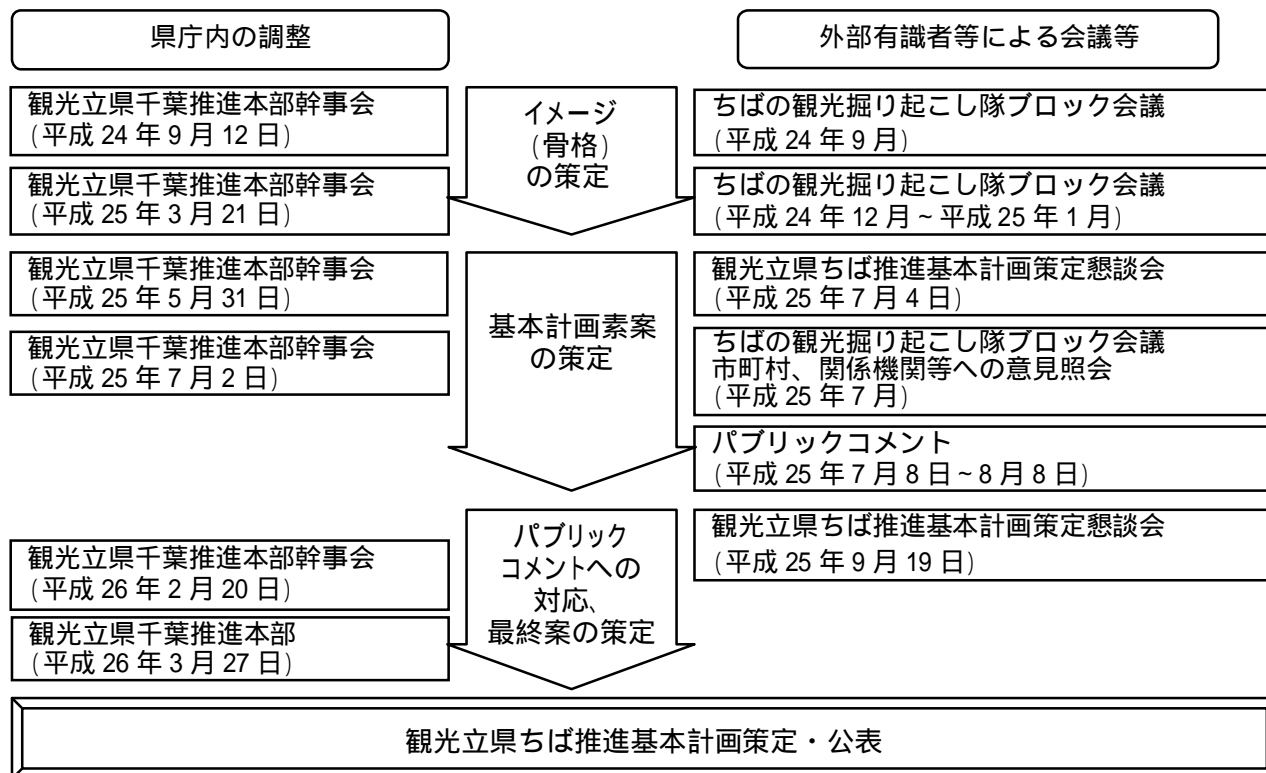 県庁内の調整
外部有識者等による会議等
観光立県千葉推進本部幹事会
(平成 24 年 9 月 12 日)
観光立県千葉推進本部幹事会
(平成 25 年 3 月 21 日)
イメージ
(骨格)
の策定
ちばの観光掘り起こし隊ブロック会議
(平成 24 年 9 月)
ちばの観光掘り起こし隊ブロック会議
(平成 24 年 12 月 ~ 平成 25 年 1 月)
観光立県千葉推進本部幹事会
(平成 25 年 5 月 31 日)
観光立県千葉推進本部幹事会
(平成 25 年 7 月 2 日)
基本計画素案
の策定
観光立県ちば推進基本計画策定懇談会
(平成 25 年 7 月 4 日)
ちばの観光掘り起こし隊ブロック会議
市町村、関係機関等への意見照会
(平成 25 年 7 月)
パブリックコメント
(平成 25 年 7 月 8 日 ~ 8 月 8 日)
観光立県千葉推進本部幹事会
(平成 26 年 2 月 20 日)
観光立県千葉推進本部
(平成 26 年 3 月 27 日)
パブリック
コメントへの
対応、
最終案の策定
観光立県ちば推進基本計画策定懇談会
(平成 25 年 9 月 19 日)
観光立県ちば推進基本計画策定・公表